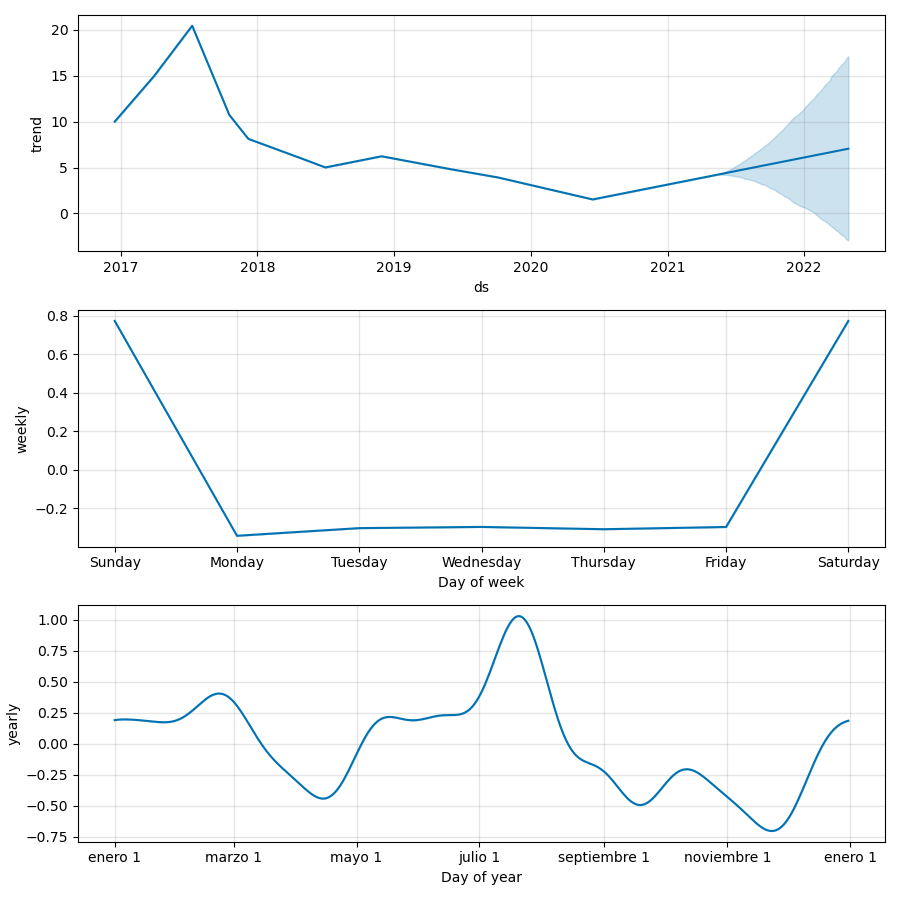 20
15
10
5
0
trend
2017 2018 2019 2020 2021 2022
ds
0.8
0.6
0.4
0.2
0.0
−0.2
weekly
Sunday Monday Tuesday Wednesday Thursday Friday Saturday
Day of week
1.00
0.75
0.50
0.25
0.00
−0.25
−0.50
−0.75
yearly
enero 1 marzo 1 mayo 1 julio 1 septiembre 1 noviembre 1 enero 1
Day of year